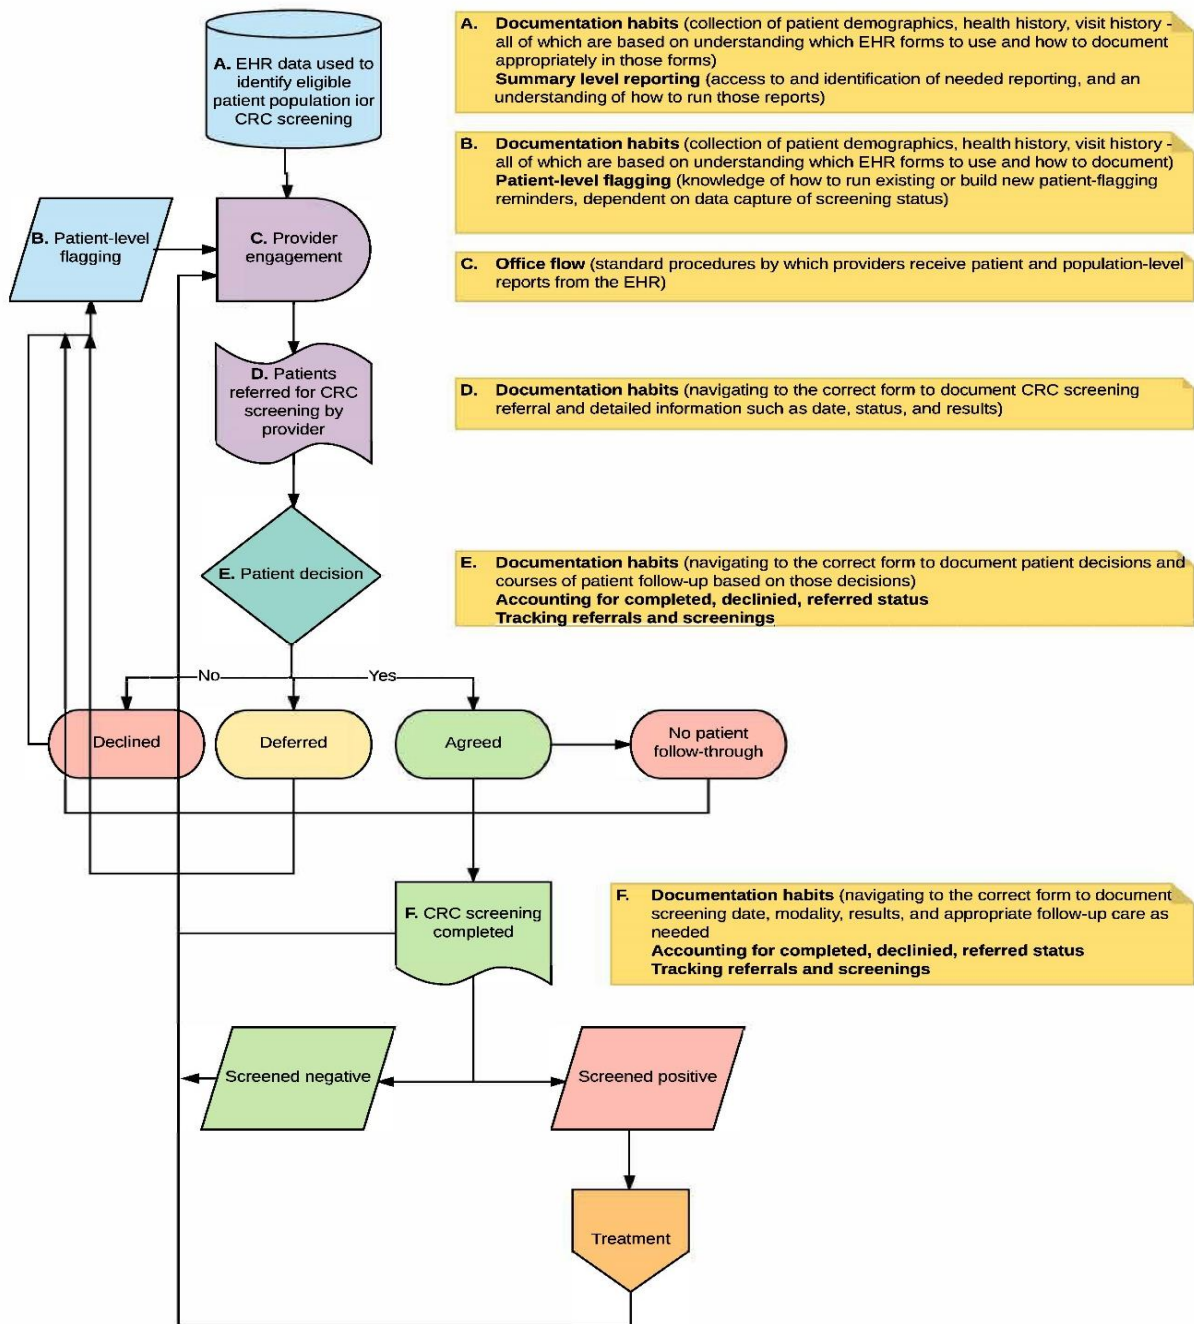 A. EHR data used to
identify eligible
patient population ior
CRC screening
A. Documentation habits (collection of patient demographics, health history, visit history -
all of which are based on understanding which EHR forms to use and how to document
appropriately in those forms)
Summary level reporting (access to and identification of needed reporting, and an
understanding of how to run those reports)
B. Documentation habits (collection of patient demographics, health history, visit history -
all of which are based on understanding which EHR forms to use and how to document)
Patient-level flagging (knowledge of how to run existing or build new patient-flagging
reminders, dependent on data capture of screening status)
B. Patient-level
flagging
C. Provider
engagement
C. Office flow (standard procedures by which providers receive patient and population-level
reports from the EHR)
D. Patients
referred for CRC
screening by
provider
D. Documentation habits (navigating to the correct form to document CRC screening
referral and detailed information such as date, status, and results)
E. Patient decision
E. Documentation habits (navigating to the correct form to document patient decisions and
courses of patient follow-up based on those decisions)
Accounting for completed, declinied, referred status
Tracking referrals and screenings
No
Yes
Declined
Deferred
Agreed
No patient
follow-through
F. CRC screening
completed
F. Documentation habits (navigating to the correct form to document
screening date, modality, results, and appropriate follow-up care as
needed
Accounting for completed, declinied, referred status
Tracking referrals and screenings
Screened negative
Screened positive
Treatment